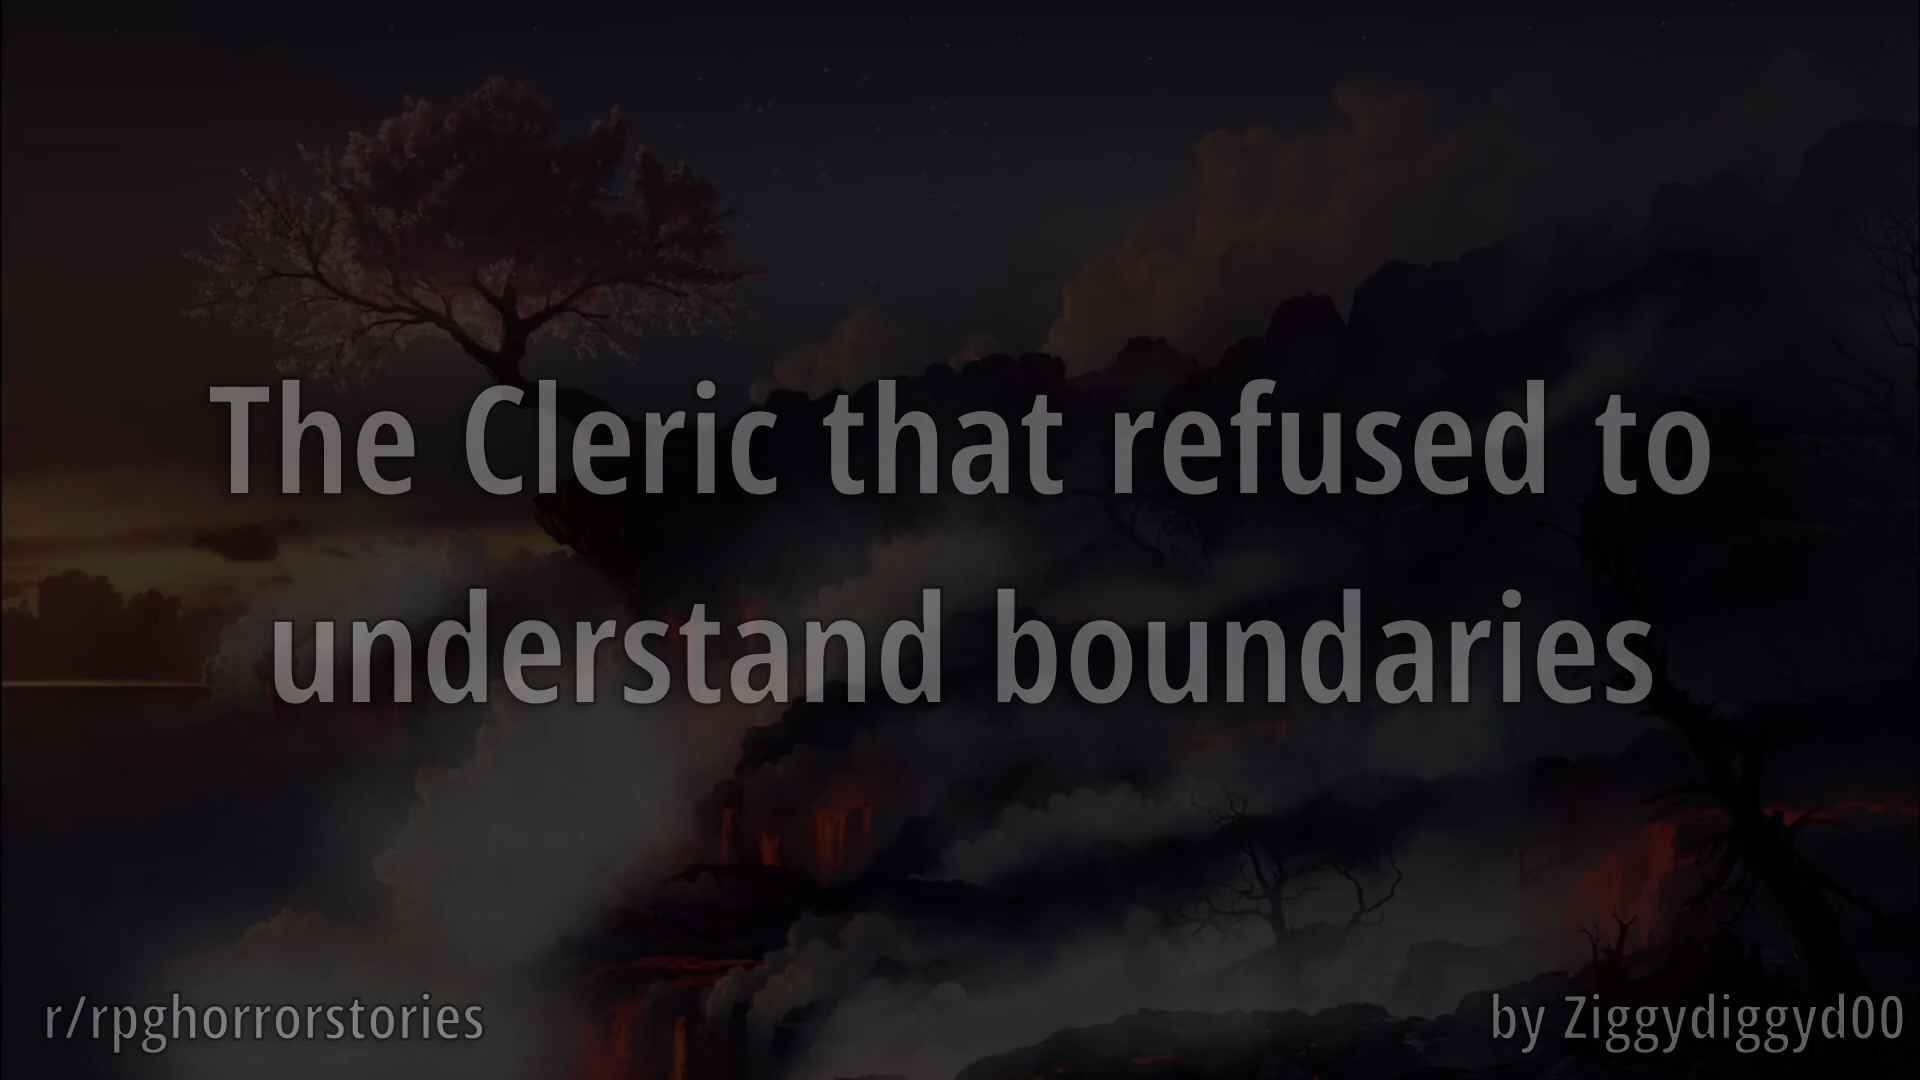 The Cleric that refused to
understand boundaries
r/rpghorrorstories
by Ziggydiggyd00